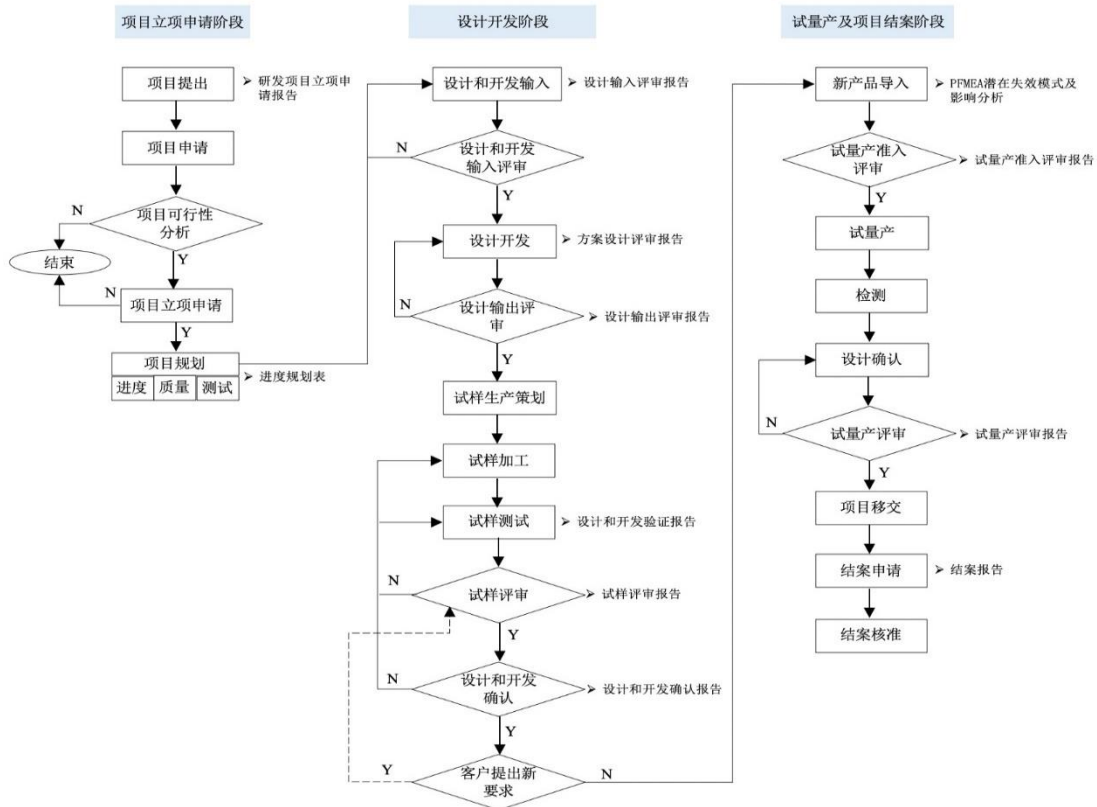 项目立项申请阶段
项目提出
研发项目立项申
请报告
项目申请
项目可行性
分析
N
Y
结束
N
项目立项申请
Y
项目规划
进度 质量 测试
进度规划表
设计开发阶段
设计和开发输入
设计输入评审报告
N
设计和开发
输入评审
Y
设计开发
方案设计评审报告
N
设计输出评
审
设计输出评审报告
Y
试样生产策划
试样加工
试样测试
设计和开发验证报告
N
试样评审
试样评审报告
Y
N
设计和开发
确认
设计和开发确认报告
Y
Y
客户提出新
要求
N
试量产及项目结案阶段
新产品导入
PFMEA潜在失效模式及
影响分析
试量产准入
评审
试量产准入评审报告
Y
试量产
检测
设计确认
N
试量产评审
试量产评审报告
Y
项目移交
结案申请
结案报告
结案核准